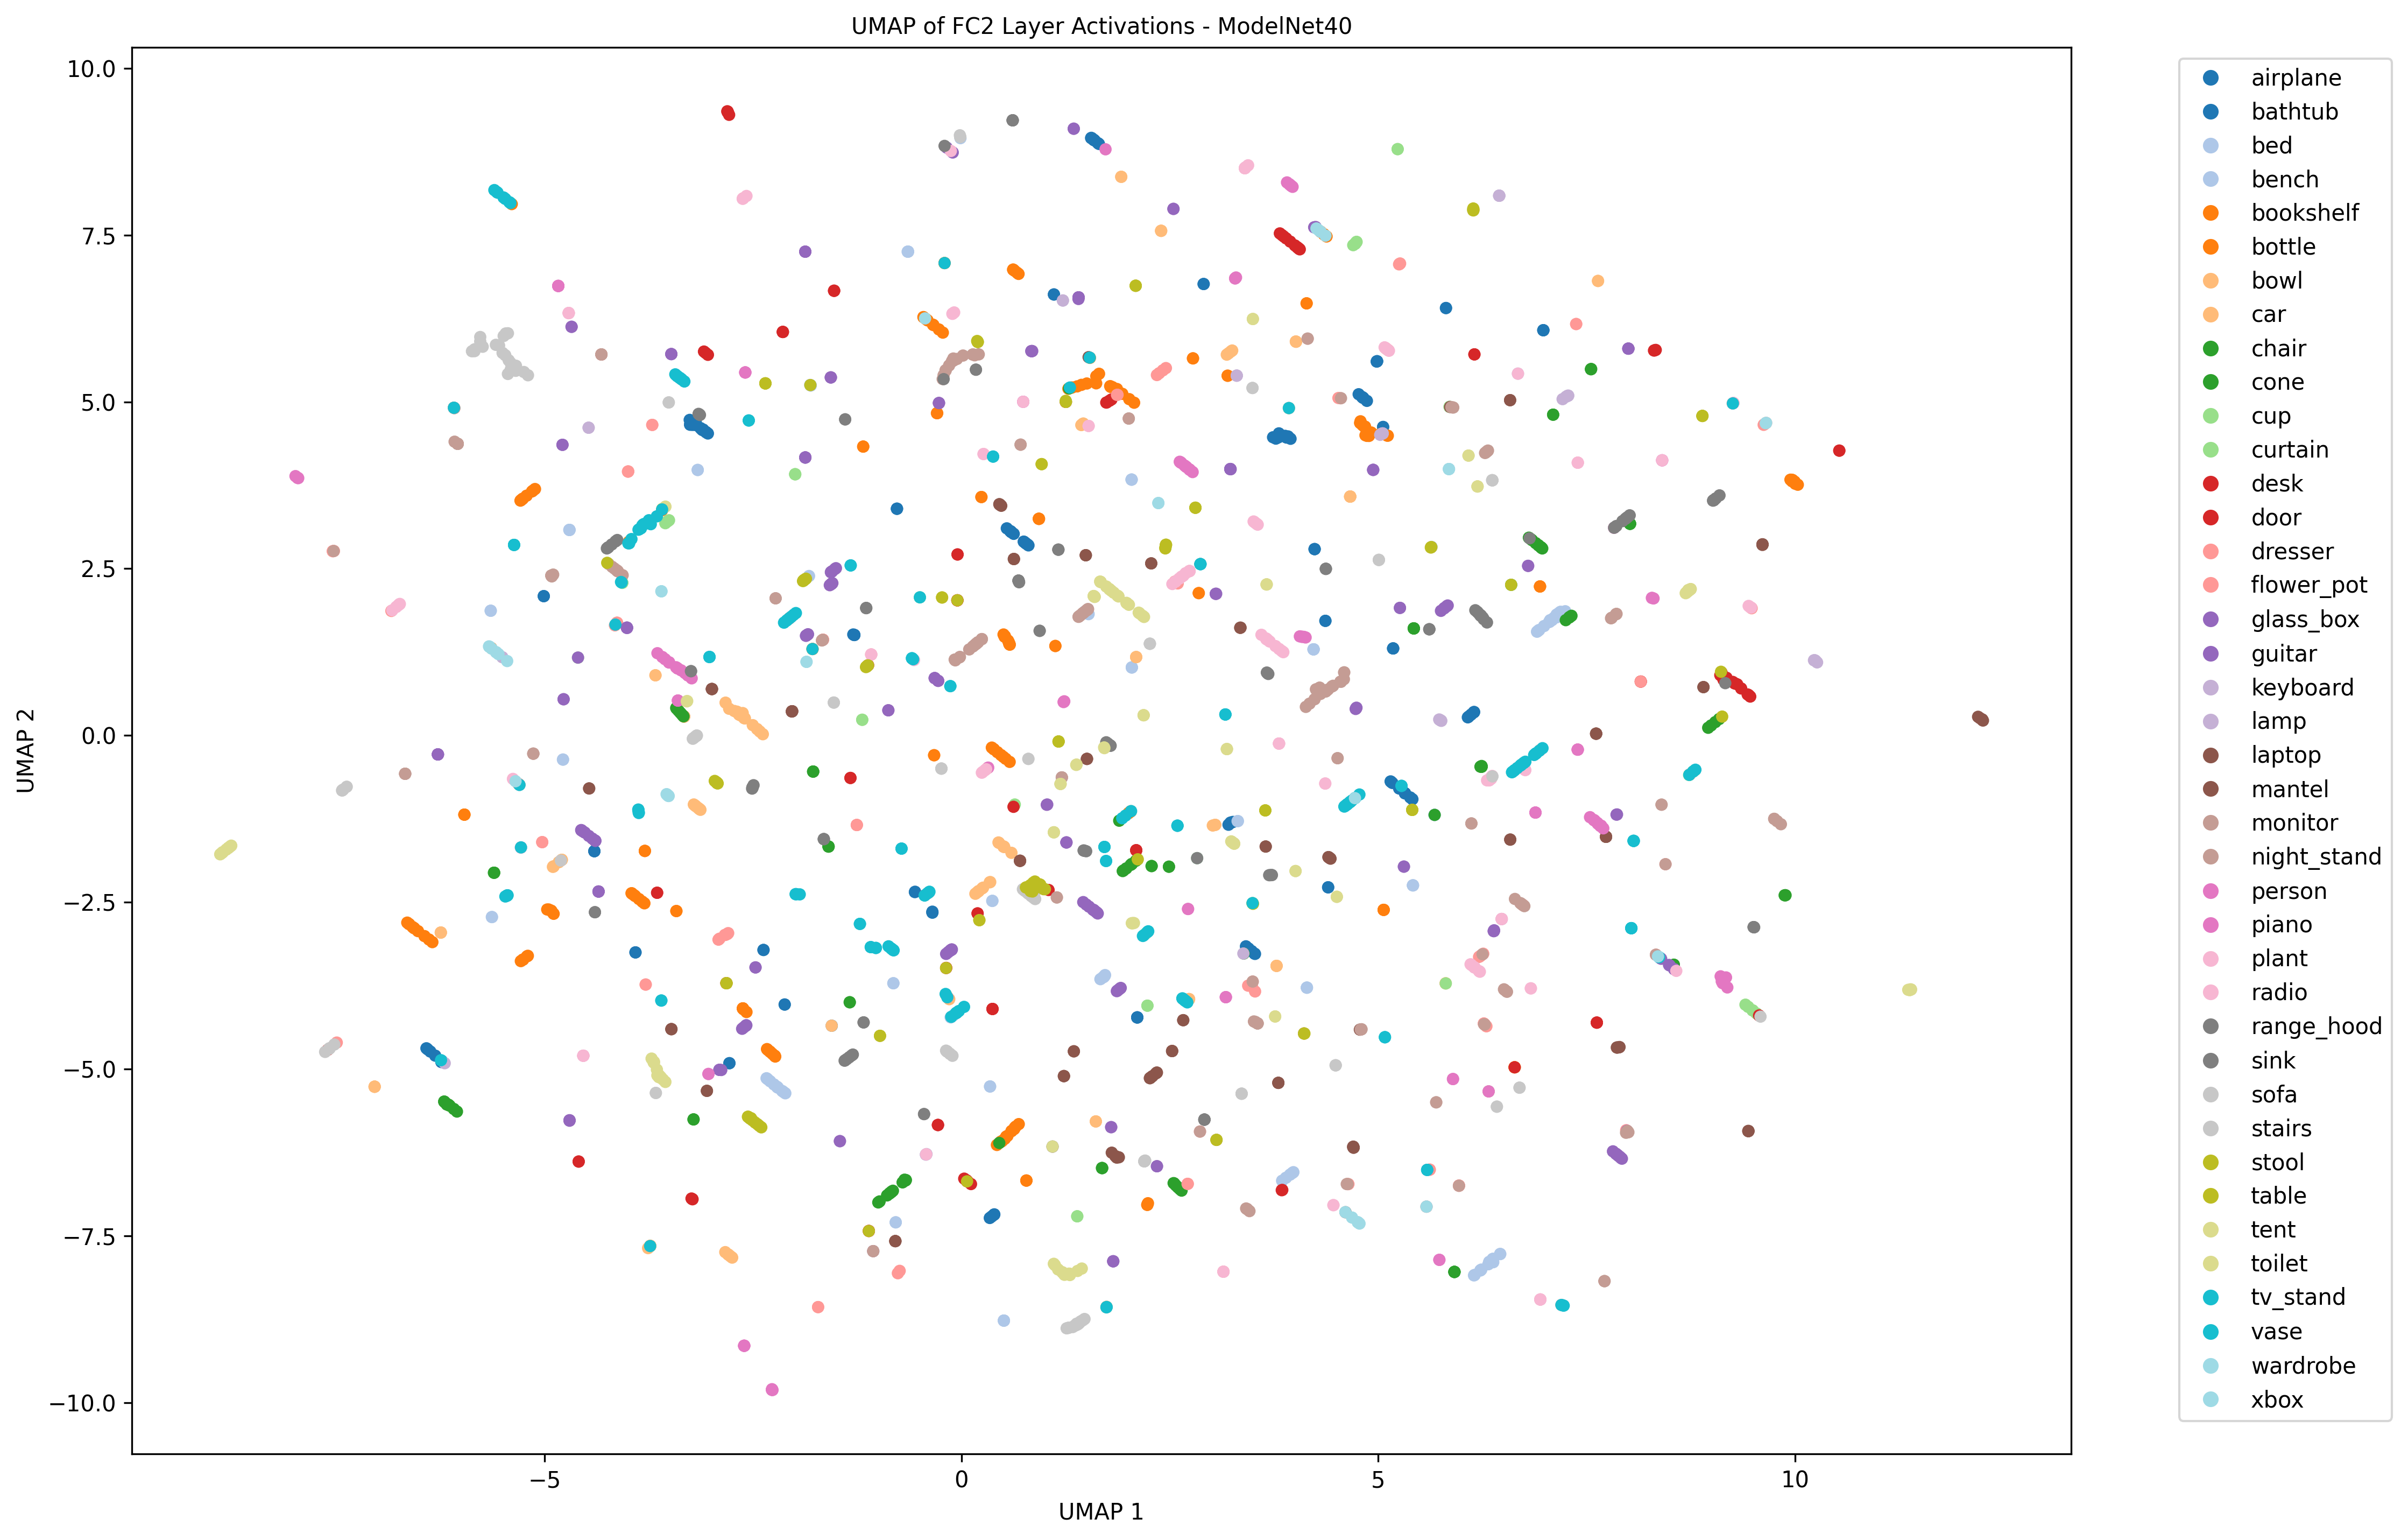 UMAP of FC2 Layer Activations - ModelNet40
10.0
7.5
5.0
2.5
0.0
−2.5
−5.0
−7.5
−10.0
UMAP 2
−5
0
5
10
UMAP 1
airplane
bathtub
bed
bench
bookshelf
bottle
bowl
car
chair
cone
cup
curtain
desk
door
dresser
flower_pot
glass_box
guitar
keyboard
lamp
laptop
mantel
monitor
night_stand
person
piano
plant
radio
range_hood
sink
sofa
stairs
stool
table
tent
toilet
tv_stand
vase
wardrobe
xbox